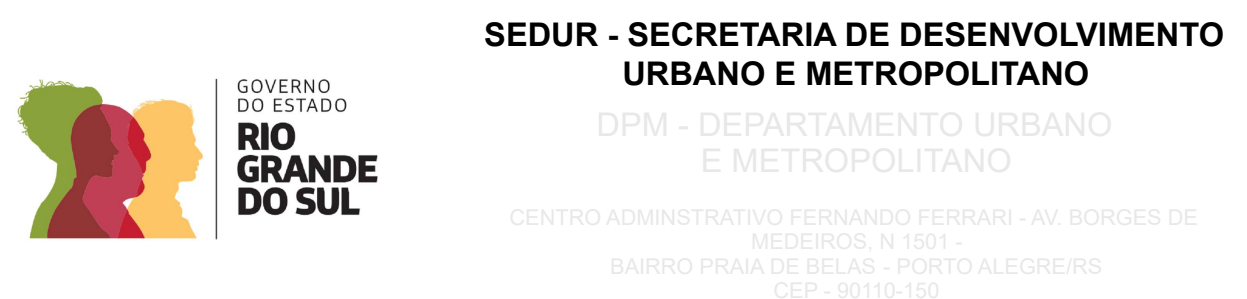 GOVERNO
DO ESTADO
RIO
GRANDE
DO SUL
SEDUR - SECRETARIA DE DESENVOLVIMENTO
URBANO E METROPOLITANO
DPM - DEPARTAMENTO URBANO
E METROPOLITANO
CENTRO ADMINSTRATIVO FERNANDO FERRARI - AV. BORGES DE
MEDEIROS, N 1501 -
BAIRRO PRAIA DE BELAS - PORTO ALEGRE/RS
CEP - 90110-150